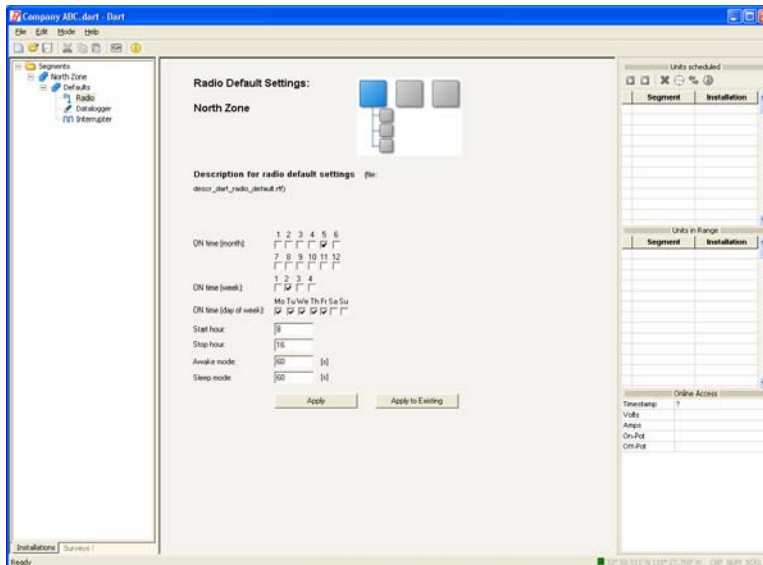 Company ABC.dart - Dart
File Edit Mode Help
Segments
North Zone
Defaults
Radio
Datalogger
Interrupter
Radio Default Settings:
North Zone
Description for radio default settings (file:
descr_dart_radio_default.rtf)
1 2 3 4 5 6
ON time (month):
7 8 9 10 11 12
1 2 3 4
ON time (week):
Mo Tu We Th Fr Sa Su
ON time (day of week):
Start hour: 8
Stop hour: 16
Awake mode: 60 [s]
Sleep mode: 60 [s]
Apply Apply to Existing
Units scheduled
Segment Installation
Units in Range
Segment Installation
Online Access
Timestamp ?
Volts
Amps
On-Pot
Off-Pot
Installations Surveys
Ready
CAP NUM SCRL